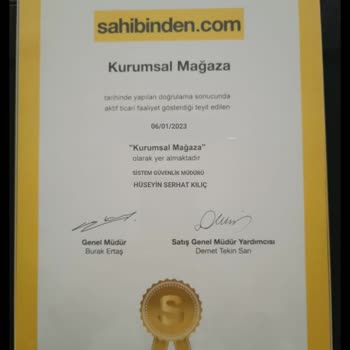 sahibinden.com
Kurumsal Mağaza
tarihinde yapılan doğrulama sonucunda
aktif ticari faaliyet gösterdiği teyit edilen
06/01/2023
"Kurumsal Mağaza"
olarak yer almaktadır
SİSTEM GÜVENLİK MÜDÜRÜ
HÜSEYİN SERHAT KILIÇ
Genel Müdür
Burak Ertaş
Satış Genel Müdür Yardımcısı
Demet Tekin Sarı
S